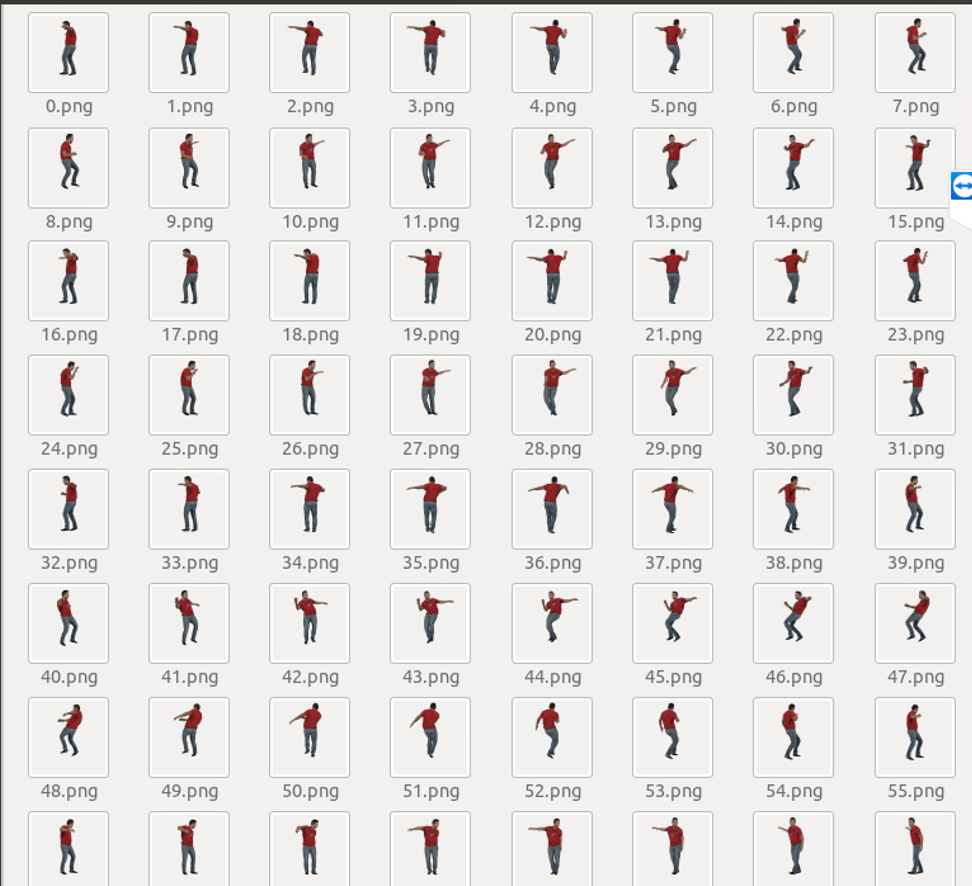 0.png 1.png 2.png 3.png 4.png 5.png 6.png 7.png
8.png 9.png 10.png 11.png 12.png 13.png 14.png 15.png
16.png 17.png 18.png 19.png 20.png 21.png 22.png 23.png
24.png 25.png 26.png 27.png 28.png 29.png 30.png 31.png
32.png 33.png 34.png 35.png 36.png 37.png 38.png 39.png
40.png 41.png 42.png 43.png 44.png 45.png 46.png 47.png
48.png 49.png 50.png 51.png 52.png 53.png 54.png 55.png